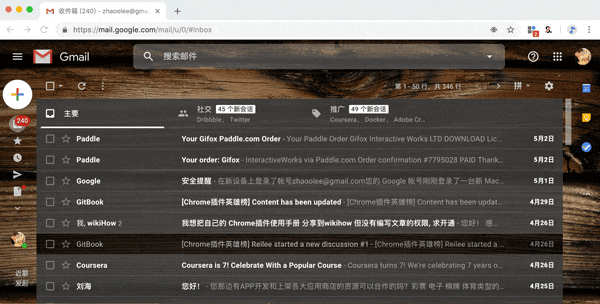 收件箱 (240) - zhaoolee@gma
https://mail.google.com/mail/u/0/#inbox
2
Gmail
搜索邮件
第 1 - 50 行，共 346 行
拼
240
主要
社交 45 个新会话
Dribbble、 Twitter
推广 49 个新会话
Coursera、 Docker、 Adobe Cr...
Paddle Your Gifox Paddle.com Order - Your Paddle Order Gifox Interactive Works LTD DOWNLOAD Lic... 5月2日
Paddle Your order: Gifox - InteractiveWorks via Paddle.com Order confirmation #7795028 PAID Thank... 5月2日
Google 安全提醒 - 在新设备上登录了帐号zhaoolee@gmail.com您的 Google 帐号刚刚登录了一台新 Mac... 5月1日
GitBook [Chrome插件英雄榜] Content has been updated - [Chrome插件英雄榜] Content has been updat... 4月29日
我, wikiHow 2 我想把自己的 Chrome插件使用手册 分享到wikihow 但没有编写文章的权限, 求开通 - 您好！ 感... 4月26日
GitBook [Chrome插件英雄榜] Reilee started a new discussion #1 - [Chrome插件英雄榜] Reilee started... 4月26日
Coursera Coursera is 7! Celebrate With a Popular Course - Coursera turns 7! We're celebrating 7 years o... 4月26日
刘海 您好！ - 您那边有APP开发和上架各大应用商店的资源可以合作的吗？彩票 电子 棋牌 体育类型的... 4月25日
近期
发起